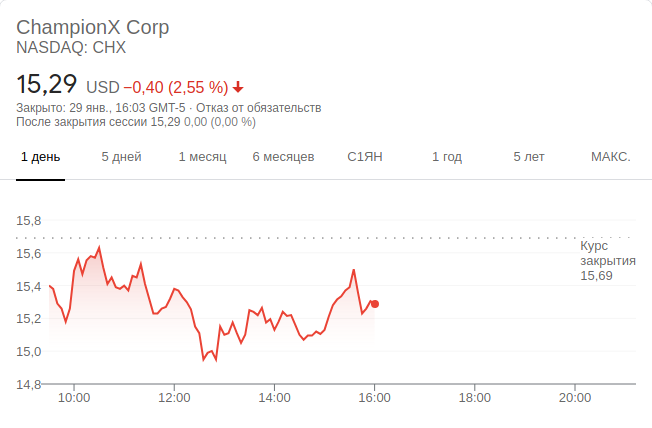 ChampionX Corp
NASDAQ: CHX
15,29 USD −0,40 (2,55 %)
Закрыто: 29 янв., 16:03 GMT-5 · Отказ от обязательств
После закрытия сессии 15,29 0,00 (0,00 %)
1 день 5 дней 1 месяц 6 месяцев С1ЯН 1 год 5 лет МАКС.
15,8
15,6
15,4
15,2
15,0
14,8
Курс
закрытия
15,69
10:00 12:00 14:00 16:00 18:00 20:00